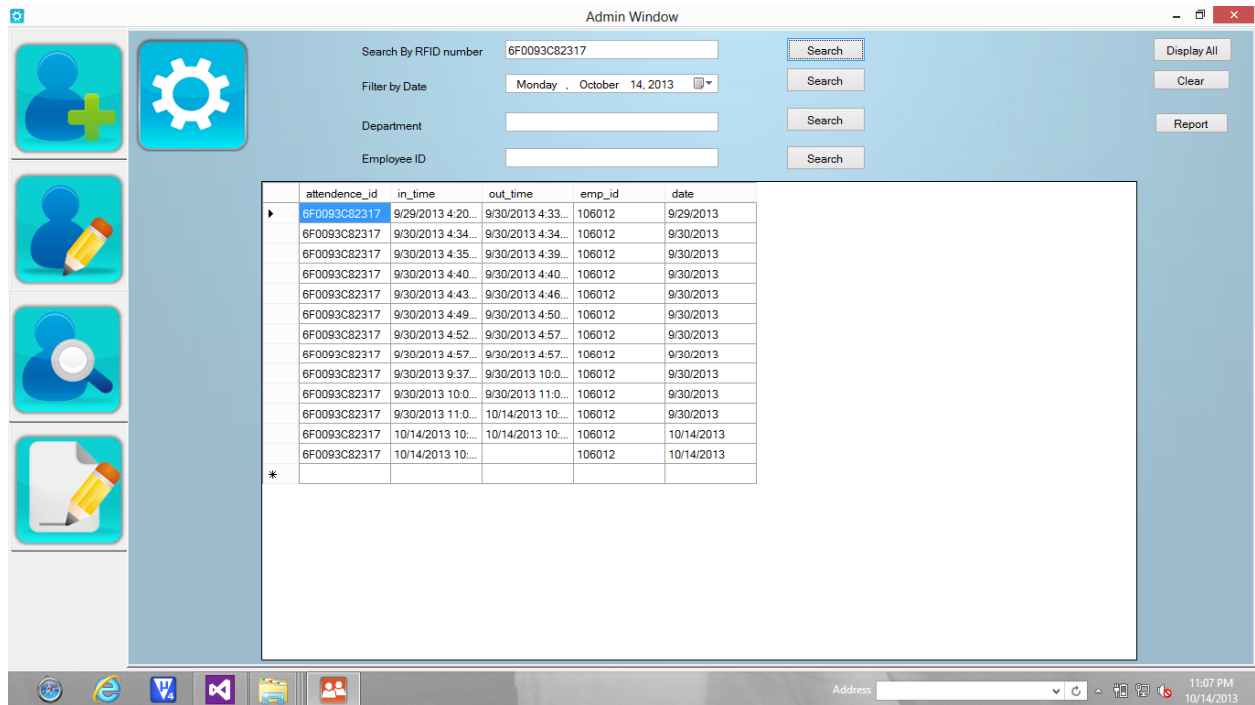 Admin Window
Search By RFID number 6F0093C82317 Search Display All
Filter by Date Monday , October 14, 2013 Search Clear
Department Search Report
Employee ID Search
attendence_id in_time out_time emp_id date
6F0093C82317 9/29/2013 4:20... 9/30/2013 4:33... 106012 9/29/2013
6F0093C82317 9/30/2013 4:34... 9/30/2013 4:34... 106012 9/30/2013
6F0093C82317 9/30/2013 4:35... 9/30/2013 4:39... 106012 9/30/2013
6F0093C82317 9/30/2013 4:40... 9/30/2013 4:40... 106012 9/30/2013
6F0093C82317 9/30/2013 4:43... 9/30/2013 4:46... 106012 9/30/2013
6F0093C82317 9/30/2013 4:49... 9/30/2013 4:50... 106012 9/30/2013
6F0093C82317 9/30/2013 4:52... 9/30/2013 4:57... 106012 9/30/2013
6F0093C82317 9/30/2013 4:57... 9/30/2013 4:57... 106012 9/30/2013
6F0093C82317 9/30/2013 9:37... 9/30/2013 10:0... 106012 9/30/2013
6F0093C82317 9/30/2013 10:0... 9/30/2013 11:0... 106012 9/30/2013
6F0093C82317 9/30/2013 11:0... 10/14/2013 10:... 106012 9/30/2013
6F0093C82317 10/14/2013 10:... 10/14/2013 10:... 106012 10/14/2013
6F0093C82317 10/14/2013 10:... 106012 10/14/2013
V4
Address
11:07 PM
10/14/2013